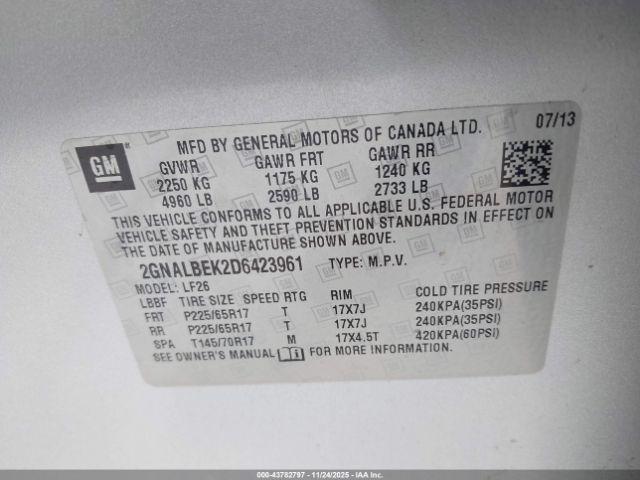 GM
MFD BY GENERAL MOTORS OF CANADA LTD. 07/13
GVWR GAWR FRT GAWR RR
2250 KG 1175 KG 1240 KG
4960 LB 2590 LB 2733 LB
THIS VEHICLE CONFORMS TO ALL APPLICABLE U.S. FEDERAL MOTOR
VEHICLE SAFETY AND THEFT PREVENTION STANDARDS IN EFFECT ON
THE DATE OF MANUFACTURE SHOWN ABOVE.
2GNALBEK2D6423961 TYPE: M.P.V.
MODEL: LF26
LBBF TIRE SIZE SPEED RTG RIM COLD TIRE PRESSURE
FRT P225/65R17 T 17X7J 240KPA(35PSI)
RR P225/65R17 T 17X7J 240KPA(35PSI)
SPA T145/70R17 M 17X4.5T 420KPA(60PSI)
SEE OWNER'S MANUAL FOR MORE INFORMATION.
000-43782797 - 11/24/2025 - IAAI.CA